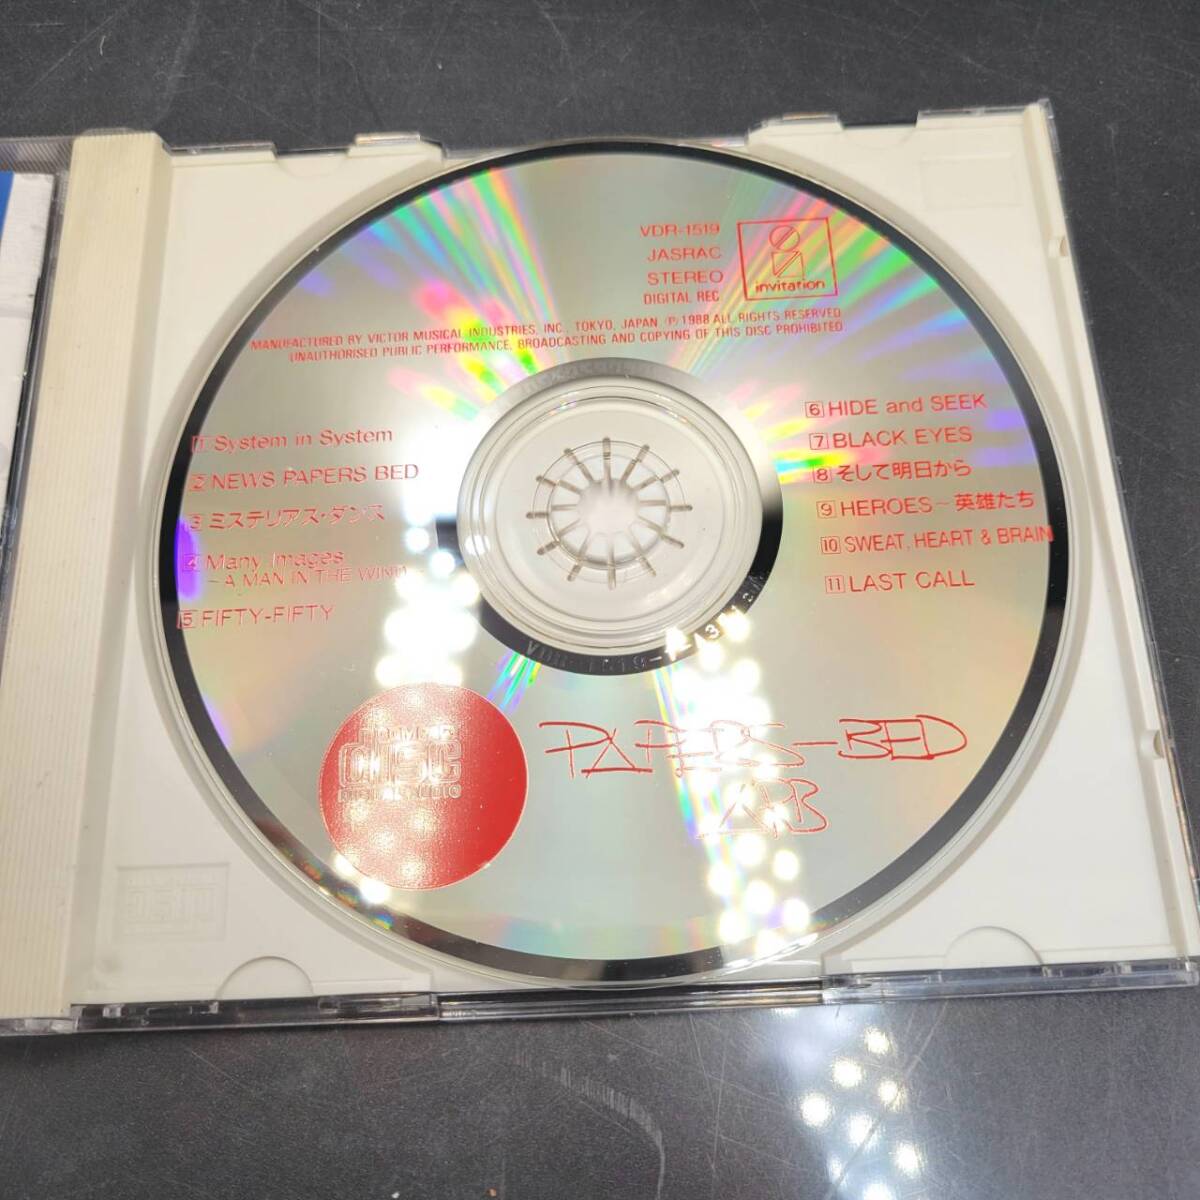 VDR-1519
JASRAC
STEREO
DIGITAL REC
invitation
MANUFACTURED BY VICTOR MUSICAL INDUSTRIES, INC., TOKYO, JAPAN Ⓟ 1988 ALL RIGHTS RESERVED
UNAUTHORISED PUBLIC PERFORMANCE, BROADCASTING AND COPYING OF THIS DISC PROHIBITED
1 System in System
2 NEWS PAPERS BED
3 ミステリアス・ダンス
4 Many Images
~A MAN IN THE WIND
5 FIFTY-FIFTY
6 HIDE and SEEK
7 BLACK EYES
8 そして明日から
9 HEROES~英雄たち
10 SWEAT, HEART & BRAIN
11 LAST CALL
COMPACT
disc
DIGITAL AUDIO
PAPERS-BED
ARB